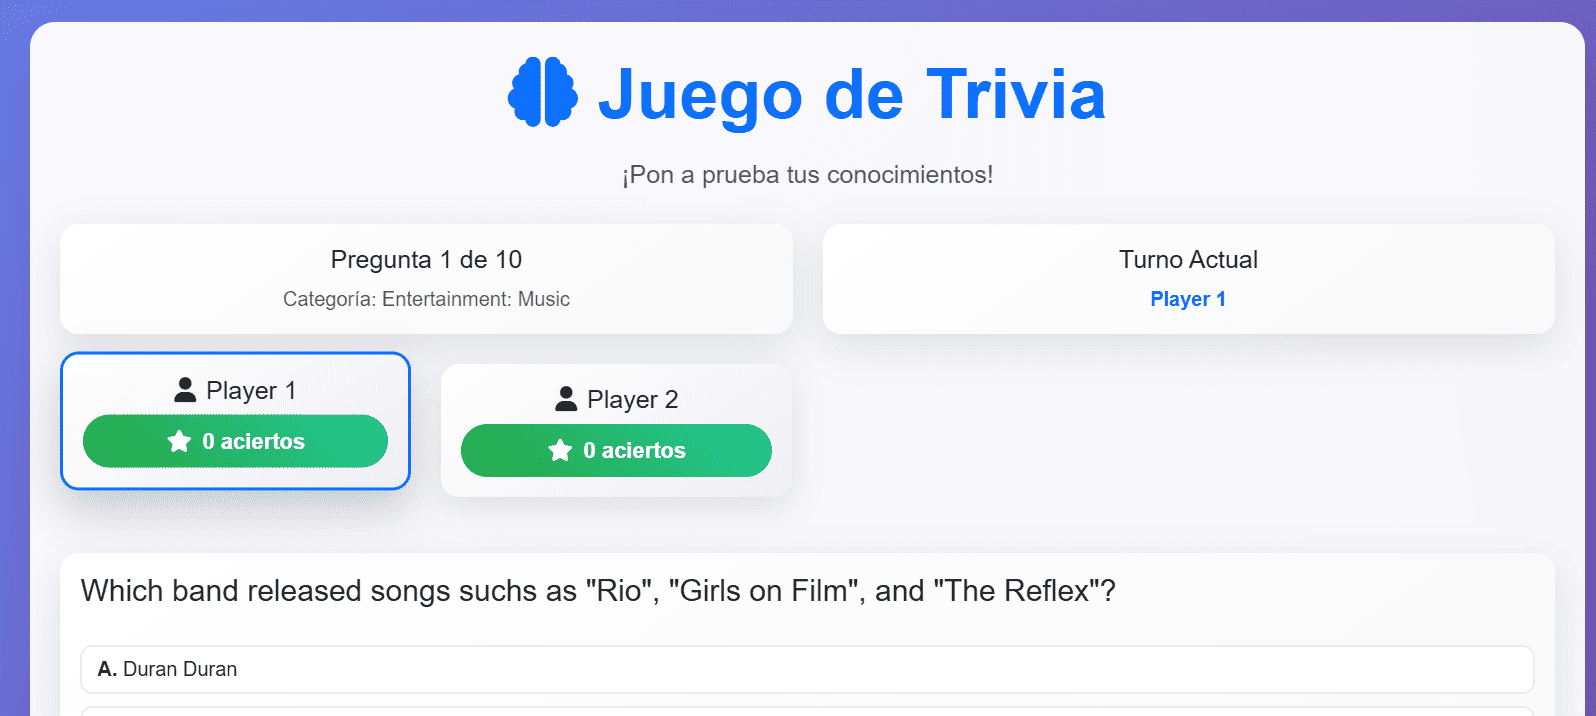 Juego de Trivia
¡Pon a prueba tus conocimientos!
Pregunta 1 de 10
Categoría: Entertainment: Music
Turno Actual
Player 1
Player 1
0 aciertos
Player 2
0 aciertos
Which band released songs suchs as "Rio", "Girls on Film", and "The Reflex"?
A. Duran Duran